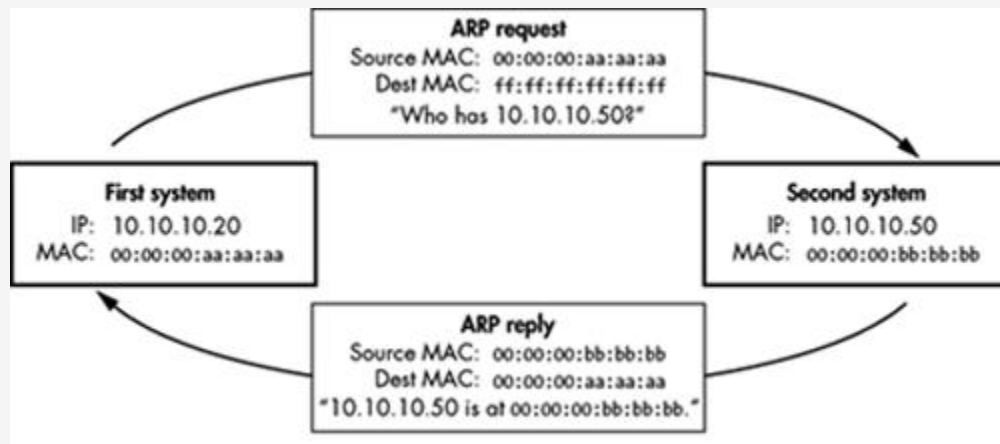 ARP request
Source MAC: 00:00:00:aa:aa:aa
Dest MAC: ff:ff:ff:ff:ff:ff
"Who has 10.10.10.50?"
First system
IP: 10.10.10.20
MAC: 00:00:00:aa:aa:aa
Second system
IP: 10.10.10.50
MAC: 00:00:00:bb:bb:bb
ARP reply
Source MAC: 00:00:00:bb:bb:bb
Dest MAC: 00:00:00:aa:aa:aa
"10.10.10.50 is at 00:00:00:bb:bb:bb."